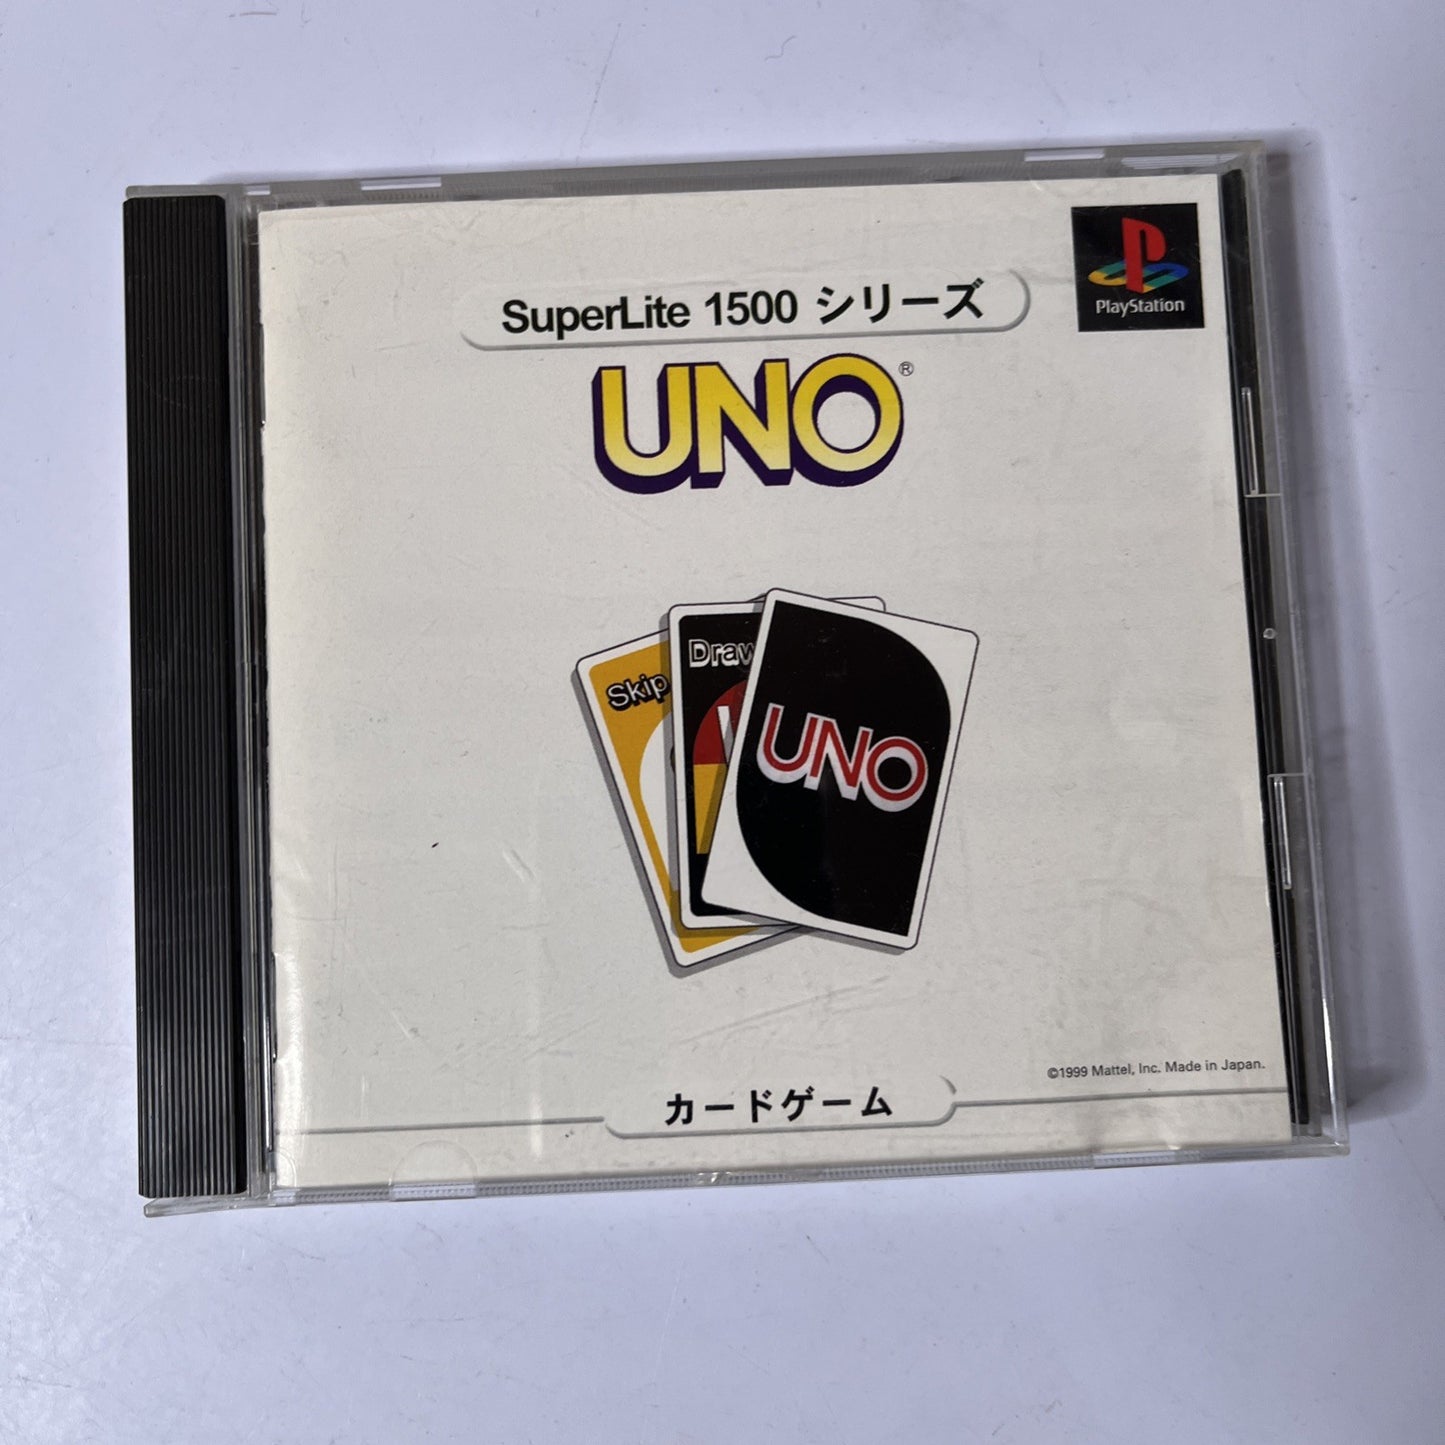 SuperLite 1500 シリーズ
PlayStation
UNO®
Skip
Draw
UNO
©1999 Mattel, Inc. Made in Japan.
カードゲーム